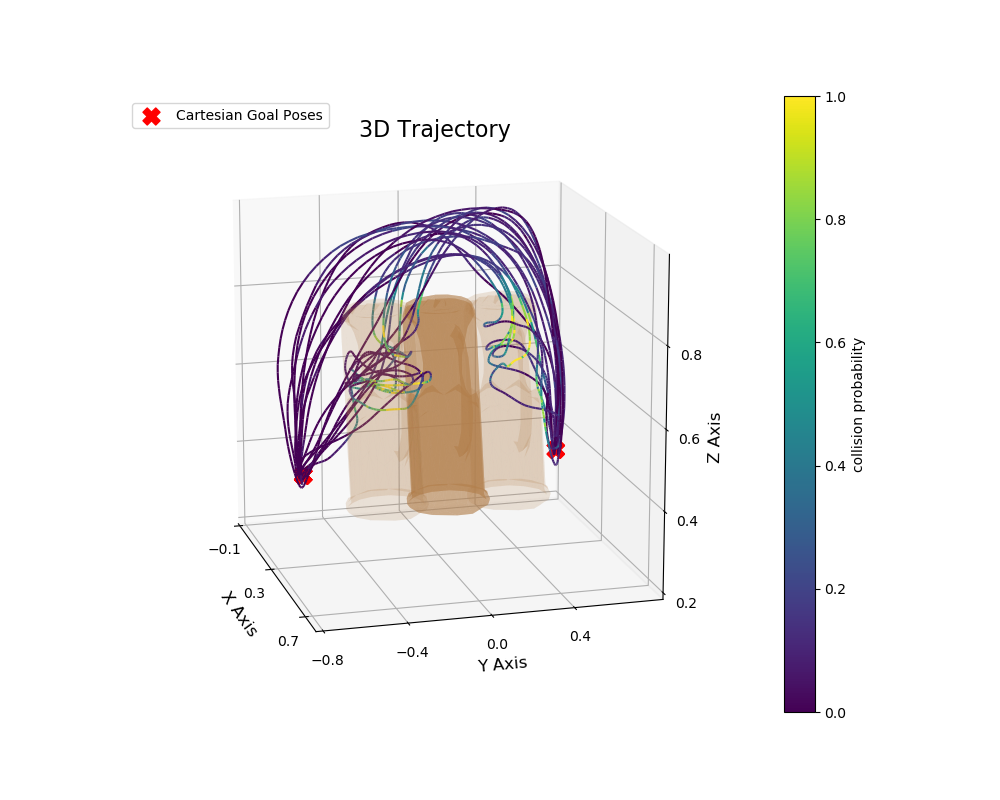 Cartesian Goal Poses
3D Trajectory
1.0
0.8
0.6
0.4
0.2
0.0
collision probability
0.8
0.6
0.4
0.2
Z Axis
−0.1
0.3
0.7
X Axis
−0.8
−0.4
0.0
0.4
Y Axis